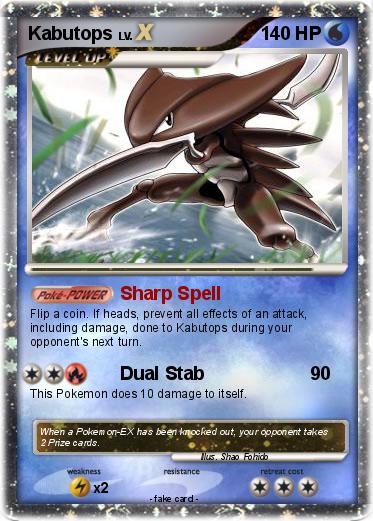 Kabutops LV. X 140 HP
LEVEL UP
Poké-POWER Sharp Spell
Flip a coin. If heads, prevent all effects of an attack,
including damage, done to Kabutops during your
opponent's next turn.
Dual Stab 90
This Pokemon does 10 damage to itself.
When a Pokemon-EX has been knocked out, your opponent takes
2 Prize cards.
Illus. Shao Fohido
weakness resistance retreat cost
x2
- fake card -